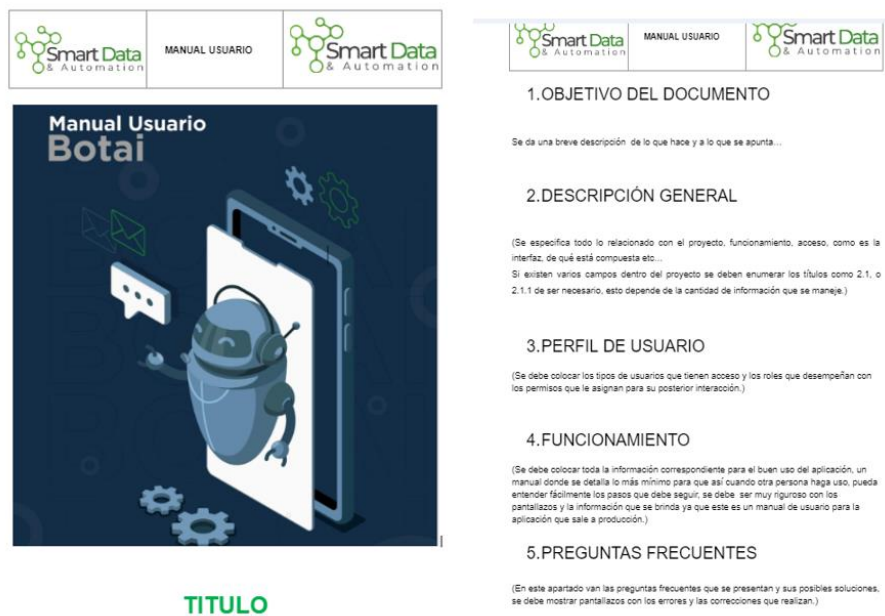 Smart Data
& Automation
MANUAL USUARIO
Smart Data
& Automation
Manual Usuario
Botai
TITULO
Smart Data
& Automation
MANUAL USUARIO
Smart Data
& Automation
1.OBJETIVO DEL DOCUMENTO
Se da una breve descripción de lo que hace y a lo que se apunta...
2.DESCRIPCIÓN GENERAL
(Se especifica todo lo relacionado con el proyecto, funcionamiento, acceso, como es la
interfaz, de qué está compuesta etc...
Si existen varios campos dentro del proyecto se deben enumerar los títulos como 2.1, o
2.1.1 de ser necesario, esto depende de la cantidad de información que se maneje.)
3.PERFIL DE USUARIO
(Se debe colocar los tipos de usuarios que tienen acceso y los roles que desempeñan con
los permisos que le asignan para su posterior interacción.)
4.FUNCIONAMIENTO
(Se debe colocar toda la información correspondiente para el buen uso del aplicación, un
manual donde se detalla lo más mínimo para que así cuando otra persona haga uso, pueda
entender fácilmente los pasos que debe seguir, se debe ser muy riguroso con los
pantallazos y la información que se brinda ya que este es un manual de usuario para la
aplicación que sale a producción.)
5.PREGUNTAS FRECUENTES
(En este apartado van las preguntas frecuentes que se presentan y sus posibles soluciones,
se debe mostrar pantallazos con los errores y las correcciones que realizan.)